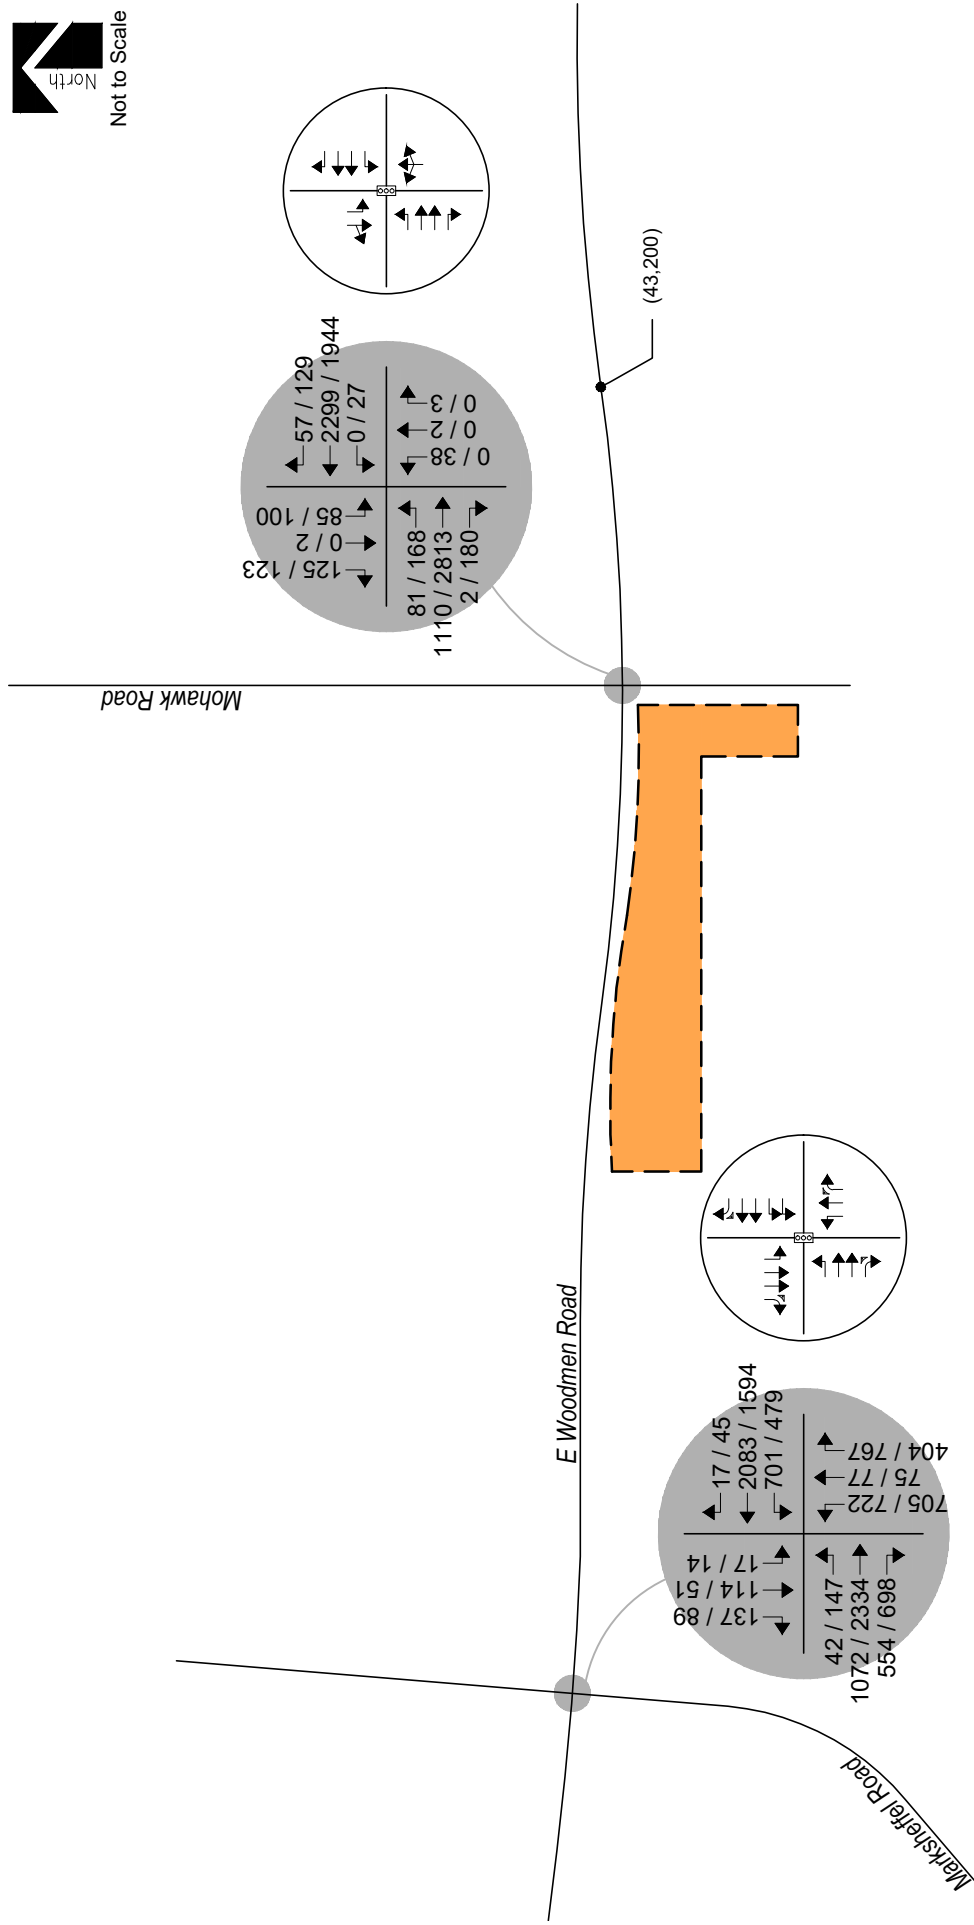 North
Not to Scale
(43,200)
57 / 129
2299 / 1944
0 / 27
85 / 100
0 / 2
125 / 123
0 / 3
0 / 2
0 / 38
81 / 168
1110 / 2813
2 / 180
Mohawk Road
E Woodmen Road
17 / 45
2083 / 1594
701 / 479
17 / 14
114 / 51
137 / 89
404 / 767
75 / 77
705 / 722
42 / 147
1072 / 2334
554 / 698
Marksheffel Road